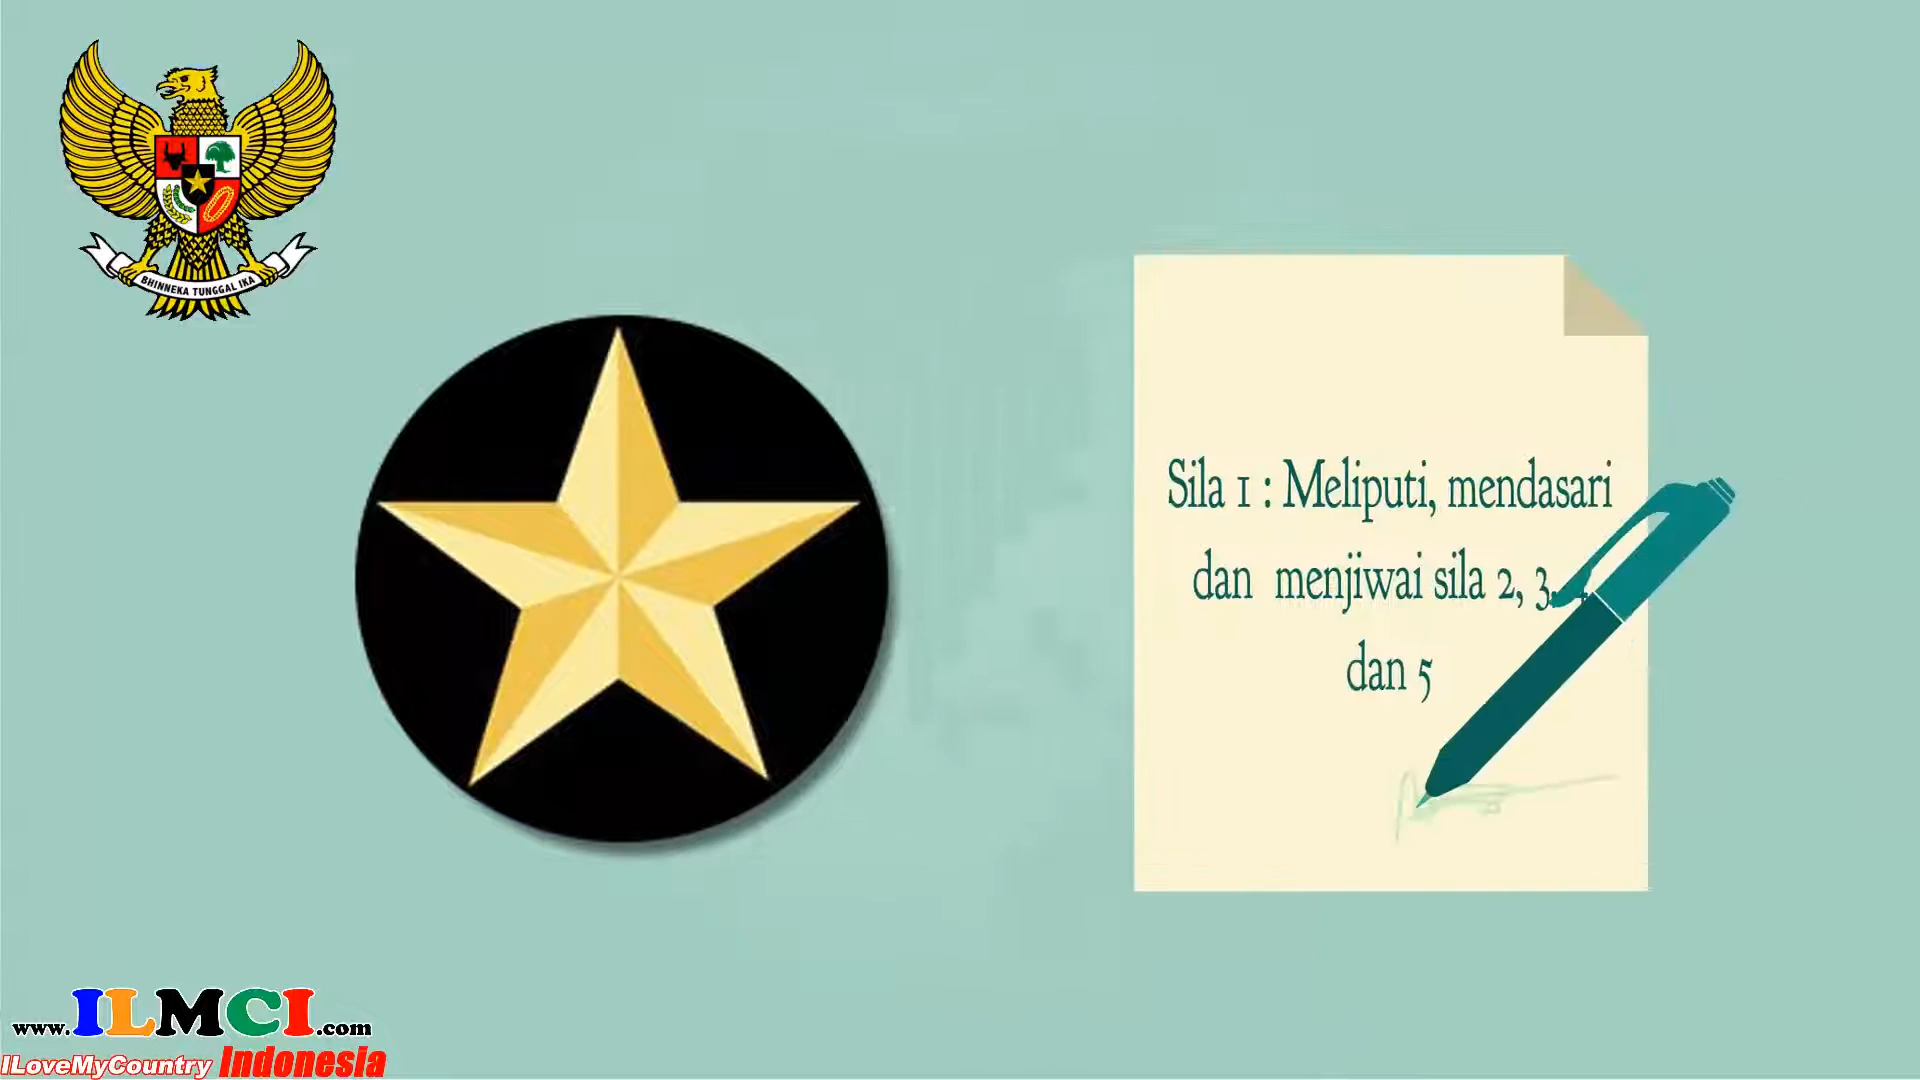 BHINNEKA TUNGGAL IKA
Sila 1 : Meliputi, mendasari
dan menjiwai sila 2, 3,
dan 5
www.ILMCI.com
ILoveMyCountry Indonesia